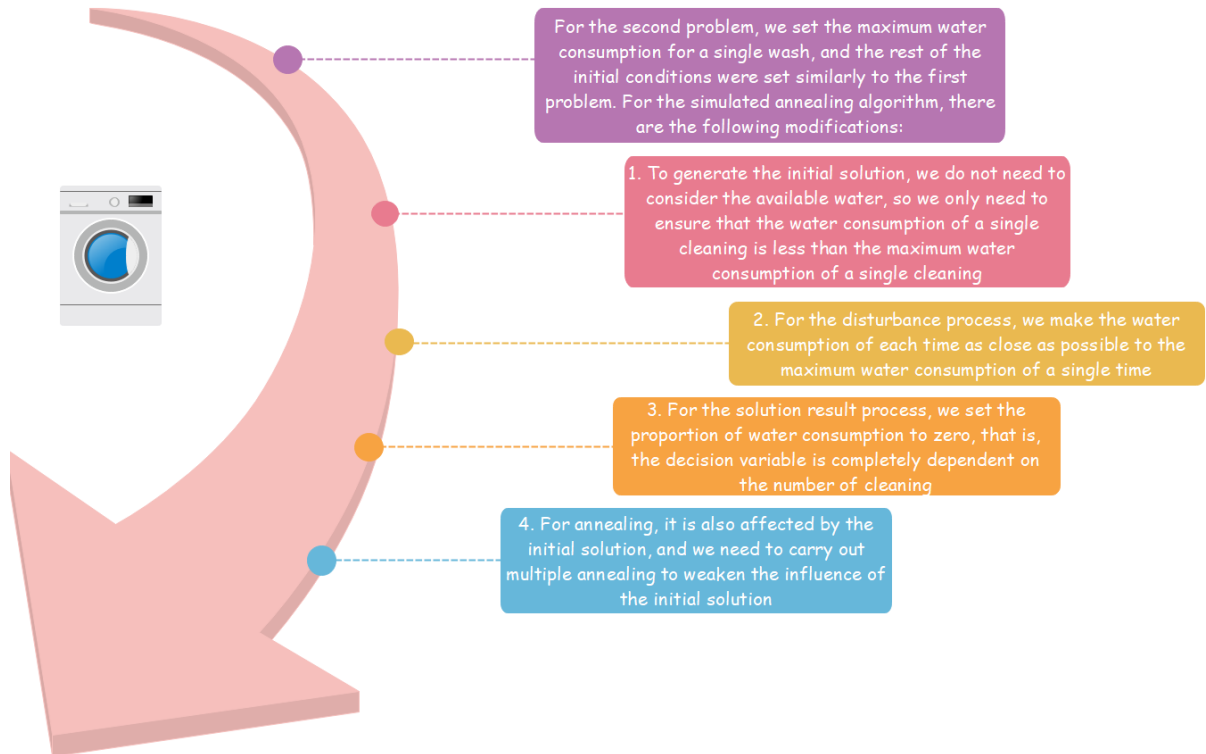 For the second problem, we set the maximum water
consumption for a single wash, and the rest of the
initial conditions were set similarly to the first
problem. For the simulated annealing algorithm, there
are the following modifications:
1. To generate the initial solution, we do not need to
consider the available water, so we only need to
ensure that the water consumption of a single
cleaning is less than the maximum water
consumption of a single cleaning
2. For the disturbance process, we make the water
consumption of each time as close as possible to the
maximum water consumption of a single time
3. For the solution result process, we set the
proportion of water consumption to zero, that is,
the decision variable is completely dependent on
the number of cleaning
4. For annealing, it is also affected by the
initial solution, and we need to carry out
multiple annealing to weaken the influence of
the initial solution